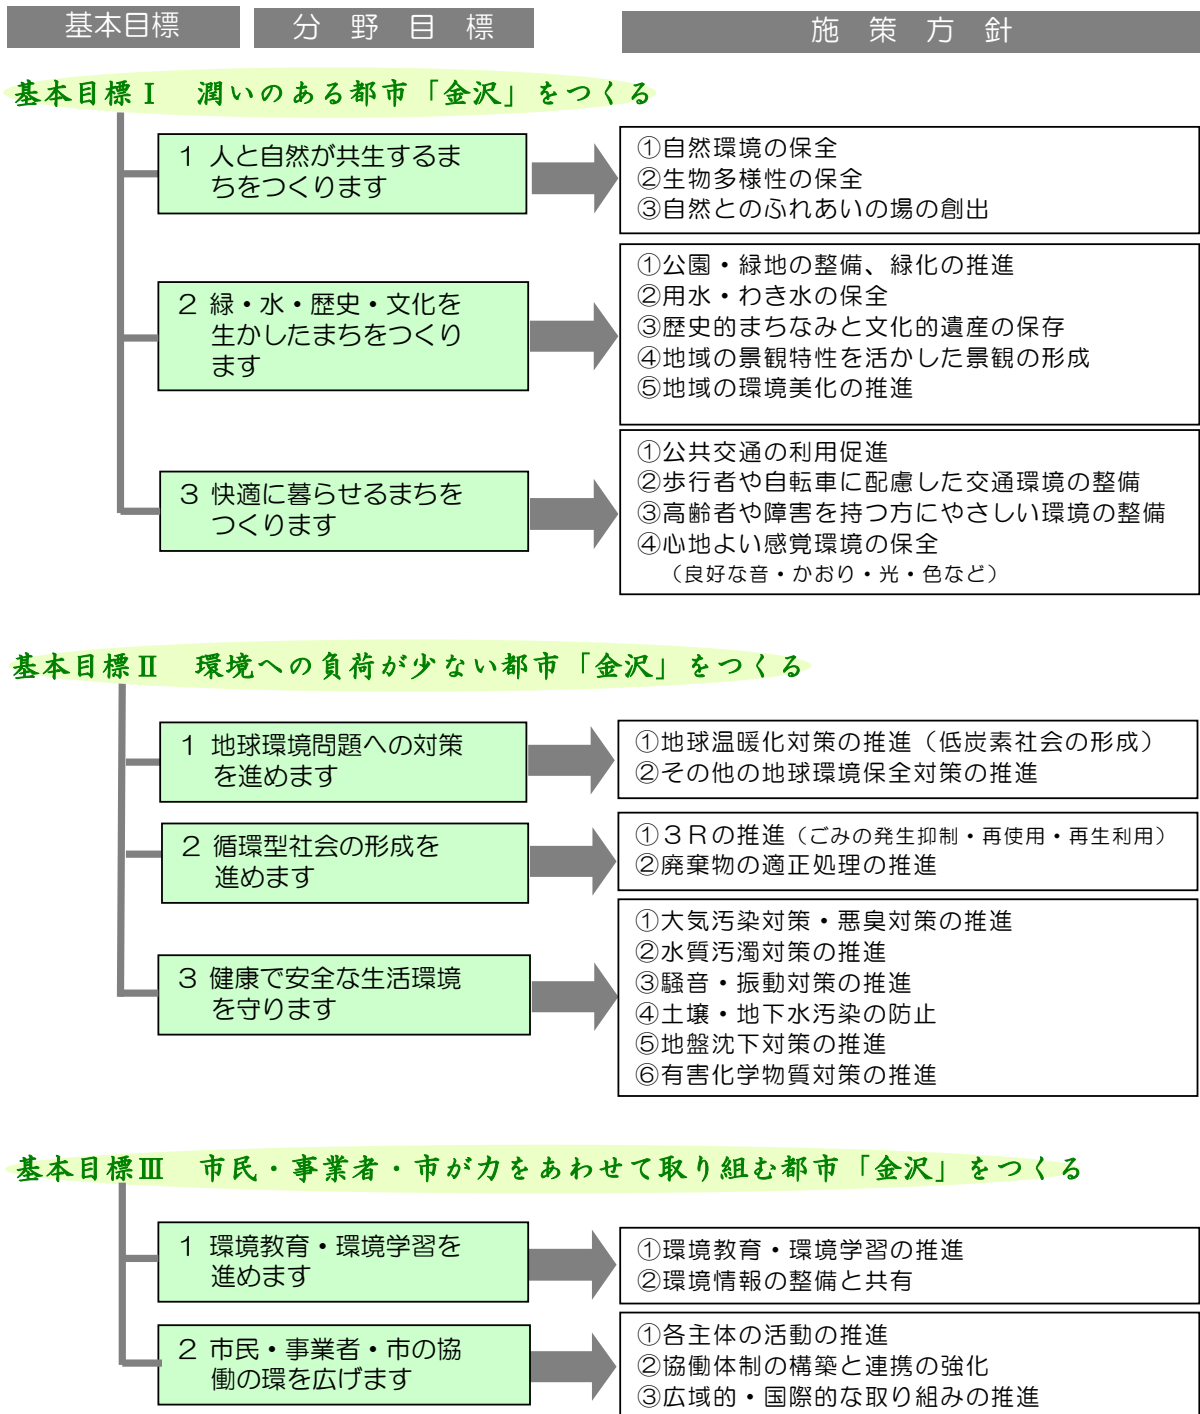 基本目標
分野目標
施策方針
基本目標Ⅰ　潤いのある都市「金沢」をつくる
１ 人と自然が共生するま
ちをつくります
①自然環境の保全
②生物多様性の保全
③自然とのふれあいの場の創出
２ 緑・水・歴史・文化を
生かしたまちをつくり
ます
①公園・緑地の整備、緑化の推進
②用水・わき水の保全
③歴史的まちなみと文化的遺産の保存
④地域の景観特性を活かした景観の形成
⑤地域の環境美化の推進
３ 快適に暮らせるまちを
つくります
①公共交通の利用促進
②歩行者や自転車に配慮した交通環境の整備
③高齢者や障害を持つ方にやさしい環境の整備
④心地よい感覚環境の保全
（良好な音・かおり・光・色など）
基本目標Ⅱ　環境への負荷が少ない都市「金沢」をつくる
１ 地球環境問題への対策
を進めます
①地球温暖化対策の推進（低炭素社会の形成）
②その他の地球環境保全対策の推進
２ 循環型社会の形成を
進めます
①３Ｒの推進（ごみの発生抑制・再使用・再生利用）
②廃棄物の適正処理の推進
３ 健康で安全な生活環境
を守ります
①大気汚染対策・悪臭対策の推進
②水質汚濁対策の推進
③騒音・振動対策の推進
④土壌・地下水汚染の防止
⑤地盤沈下対策の推進
⑥有害化学物質対策の推進
基本目標Ⅲ　市民・事業者・市が力をあわせて取り組む都市「金沢」をつくる
１ 環境教育・環境学習を
進めます
①環境教育・環境学習の推進
②環境情報の整備と共有
２ 市民・事業者・市の協
働の環を広げます
①各主体の活動の推進
②協働体制の構築と連携の強化
③広域的・国際的な取り組みの推進